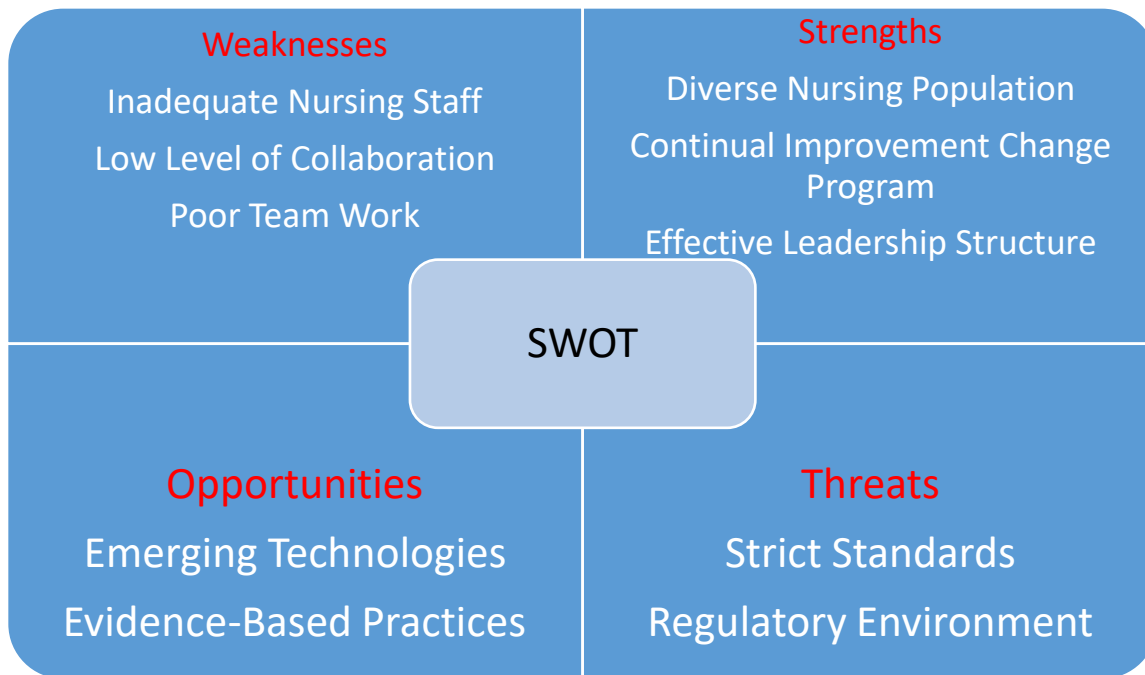 Weaknesses
Inadequate Nursing Staff
Low Level of Collaboration
Poor Team Work
Strengths
Diverse Nursing Population
Continual Improvement Change
Program
Effective Leadership Structure
SWOT
Opportunities
Emerging Technologies
Evidence-Based Practices
Threats
Strict Standards
Regulatory Environment